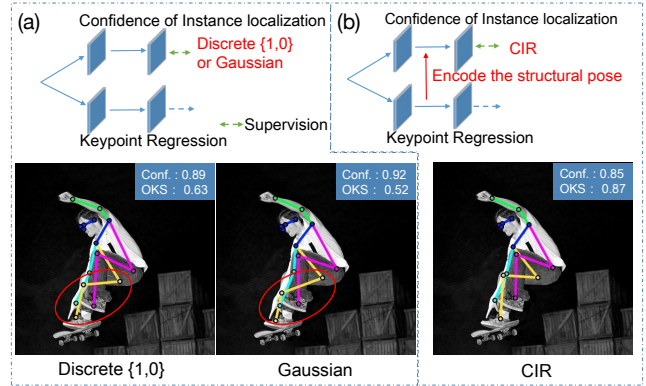 (a)
Confidence of Instance localization
Discrete {1,0}
or Gaussian
Keypoint Regression
Supervision
(b)
Confidence of Instance localization
CIR
Encode the structural pose
Keypoint Regression
Conf. : 0.89
OKS : 0.63
Conf. : 0.92
OKS : 0.52
Conf. : 0.85
OKS : 0.87
Discrete {1,0}
Gaussian
CIR